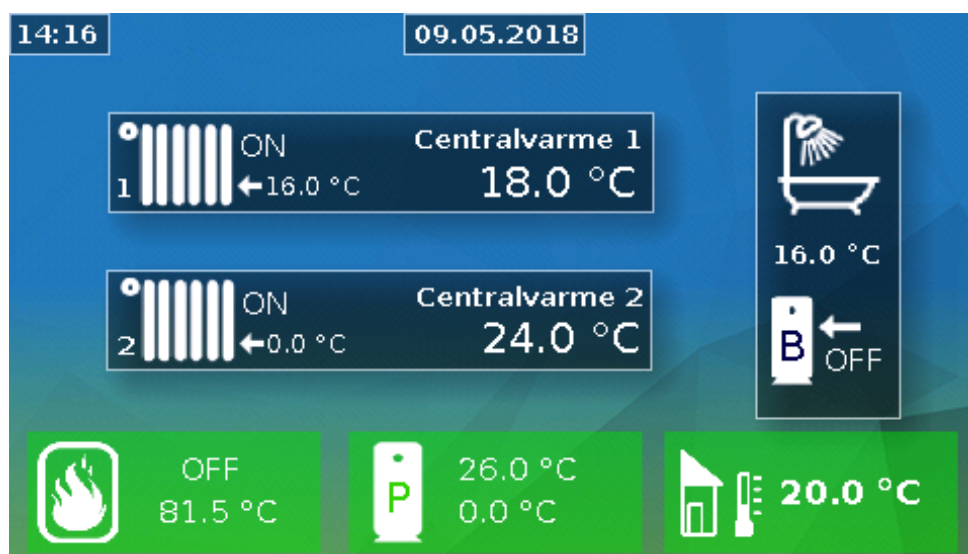 14:16
09.05.2018
ON
Centralvarme 1
1
16.0 °C
18.0 °C
16.0 °C
ON
Centralvarme 2
2
0.0 °C
24.0 °C
B
OFF
OFF
81.5 °C
P
26.0 °C
0.0 °C
20.0 °C